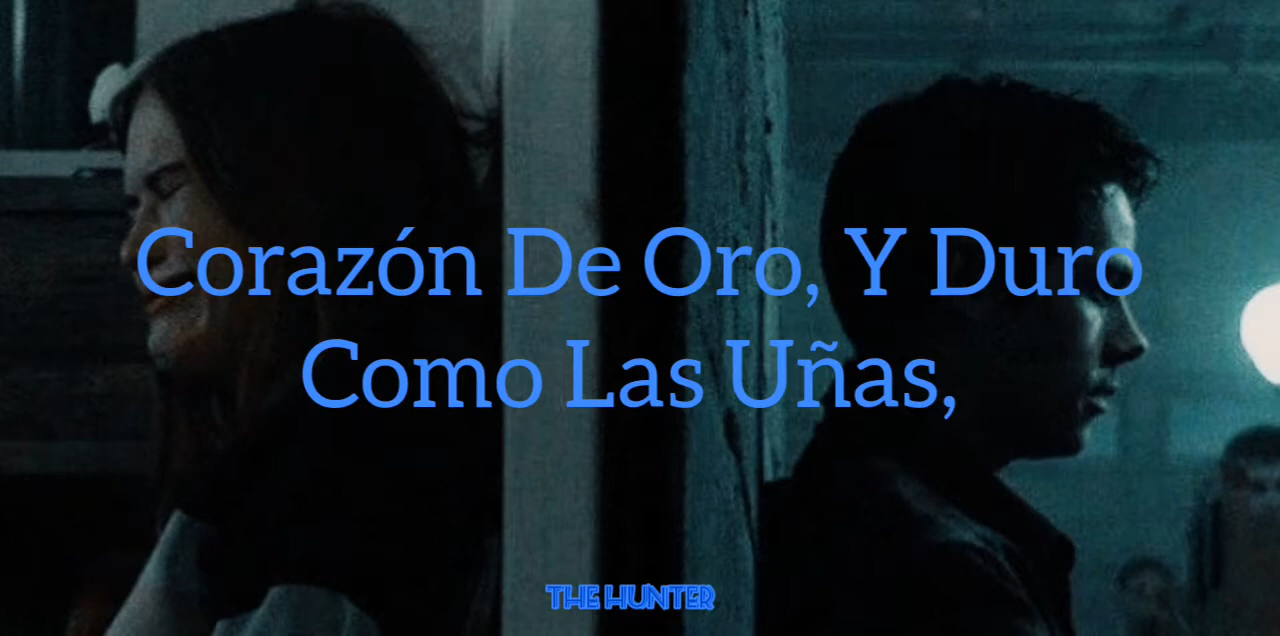 Corazón De Oro, Y Duro
Como Las Uñas,
THE HUNTER